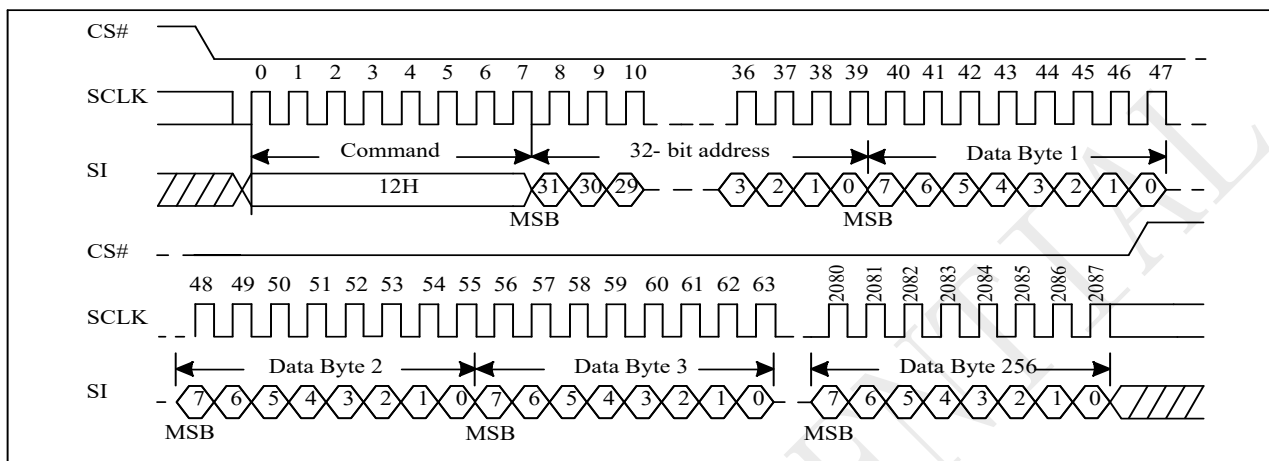 CS#
0 1 2 3 4 5 6 7 8 9 10 36 37 38 39 40 41 42 43 44 45 46 47
SCLK
Command 32- bit address Data Byte 1
SI
12H 31 30 29 3 2 1 0 7 6 5 4 3 2 1 0
MSB MSB
CS#
48 49 50 51 52 53 54 55 56 57 58 59 60 61 62 63 2080 2081 2082 2083 2084 2085 2086 2087
SCLK
Data Byte 2 Data Byte 3 Data Byte 256
SI
7 6 5 4 3 2 1 0 7 6 5 4 3 2 1 0 7 6 5 4 3 2 1 0
MSB MSB MSB
ENTIAL